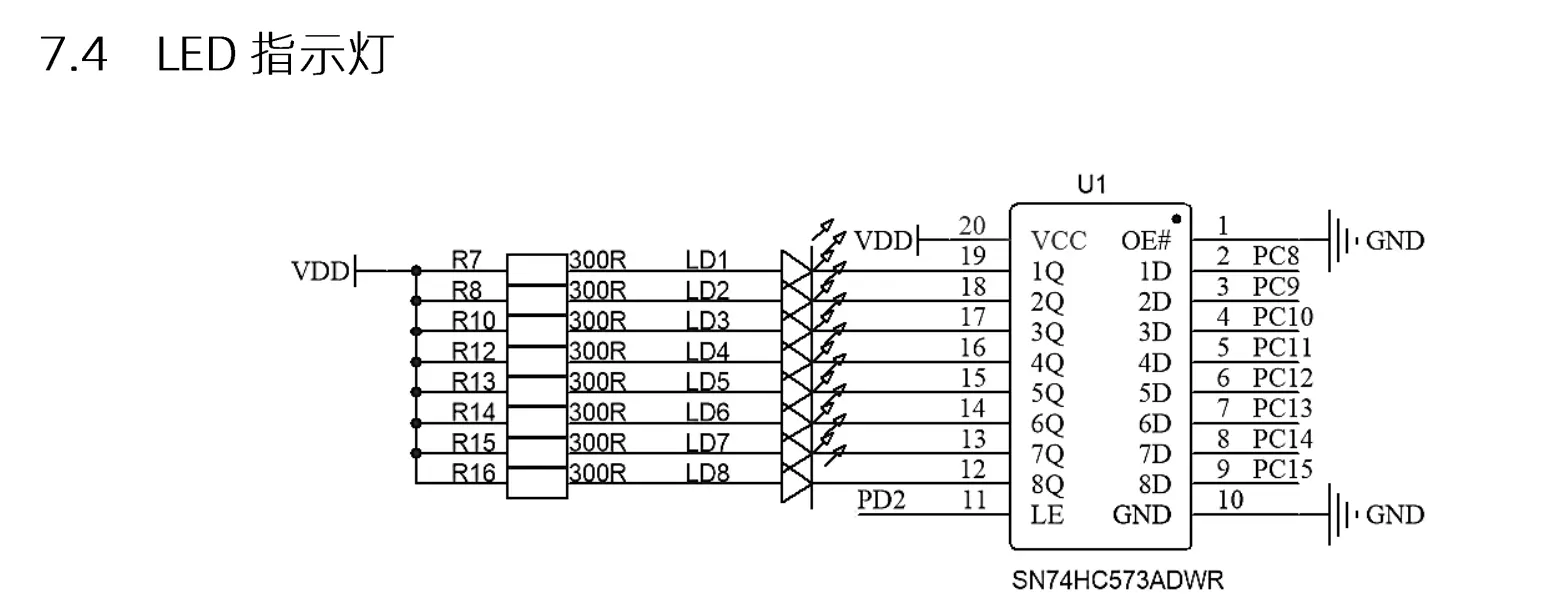 7.4 LED 指示灯
U1
VDD 20 VCC OE# 1 GND
VDD R7 300R LD1 19 1Q 1D 2 PC8
R8 300R LD2 18 2Q 2D 3 PC9
R10 300R LD3 17 3Q 3D 4 PC10
R12 300R LD4 16 4Q 4D 5 PC11
R13 300R LD5 15 5Q 5D 6 PC12
R14 300R LD6 14 6Q 6D 7 PC13
R15 300R LD7 13 7Q 7D 8 PC14
R16 300R LD8 12 8Q 8D 9 PC15
PD2 11 LE GND 10 GND
SN74HC573ADWR